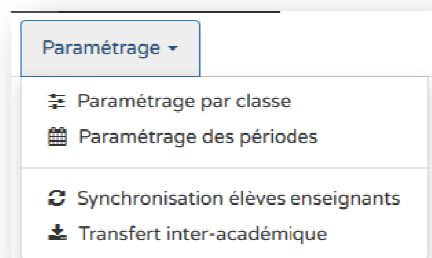 Paramétrage
Paramétrage par classe
Paramétrage des périodes
Synchronisation élèves enseignants
Transfert inter-académique